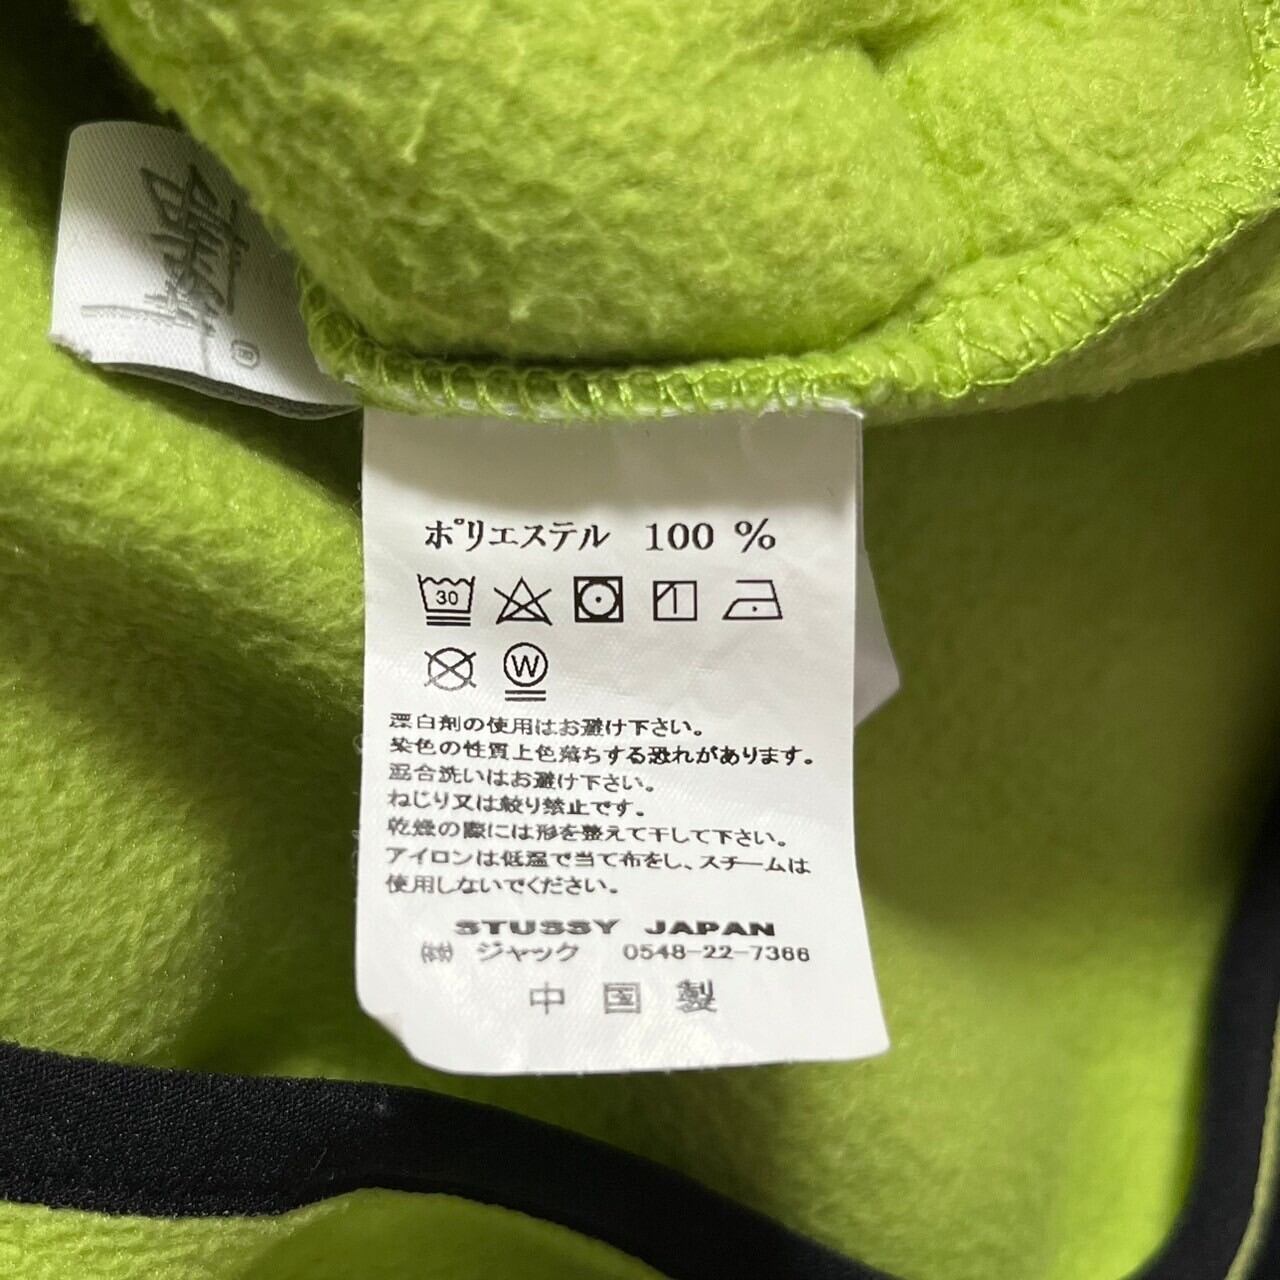 ポリエステル 100 %
30
W
漂白剤の使用はお避け下さい。
染色の性質上色落ちする恐れがあります。
混合洗いはお避け下さい。
ねじり又は絞り禁止です。
乾燥の際には形を整えて干して下さい。
アイロンは低温で当て布をし、スチームは
使用しないでください。
STUSSY JAPAN
㈱ ジャック 0548-22-7366
中国製
®